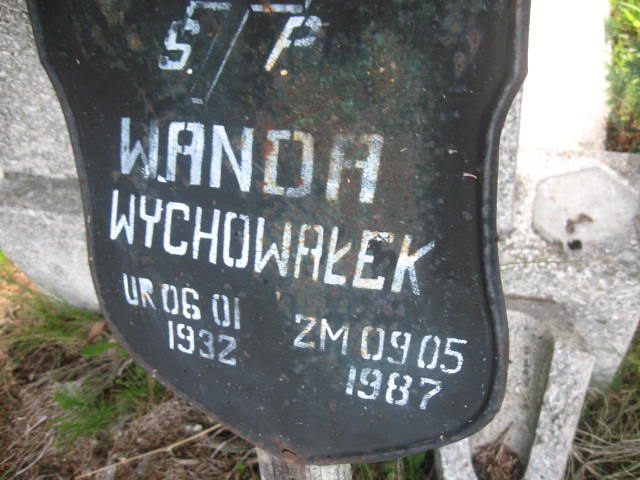 Ś. P
WANDA
WYCHOWAŁEK
UR 06 01
1932
ZM 09 05
1987